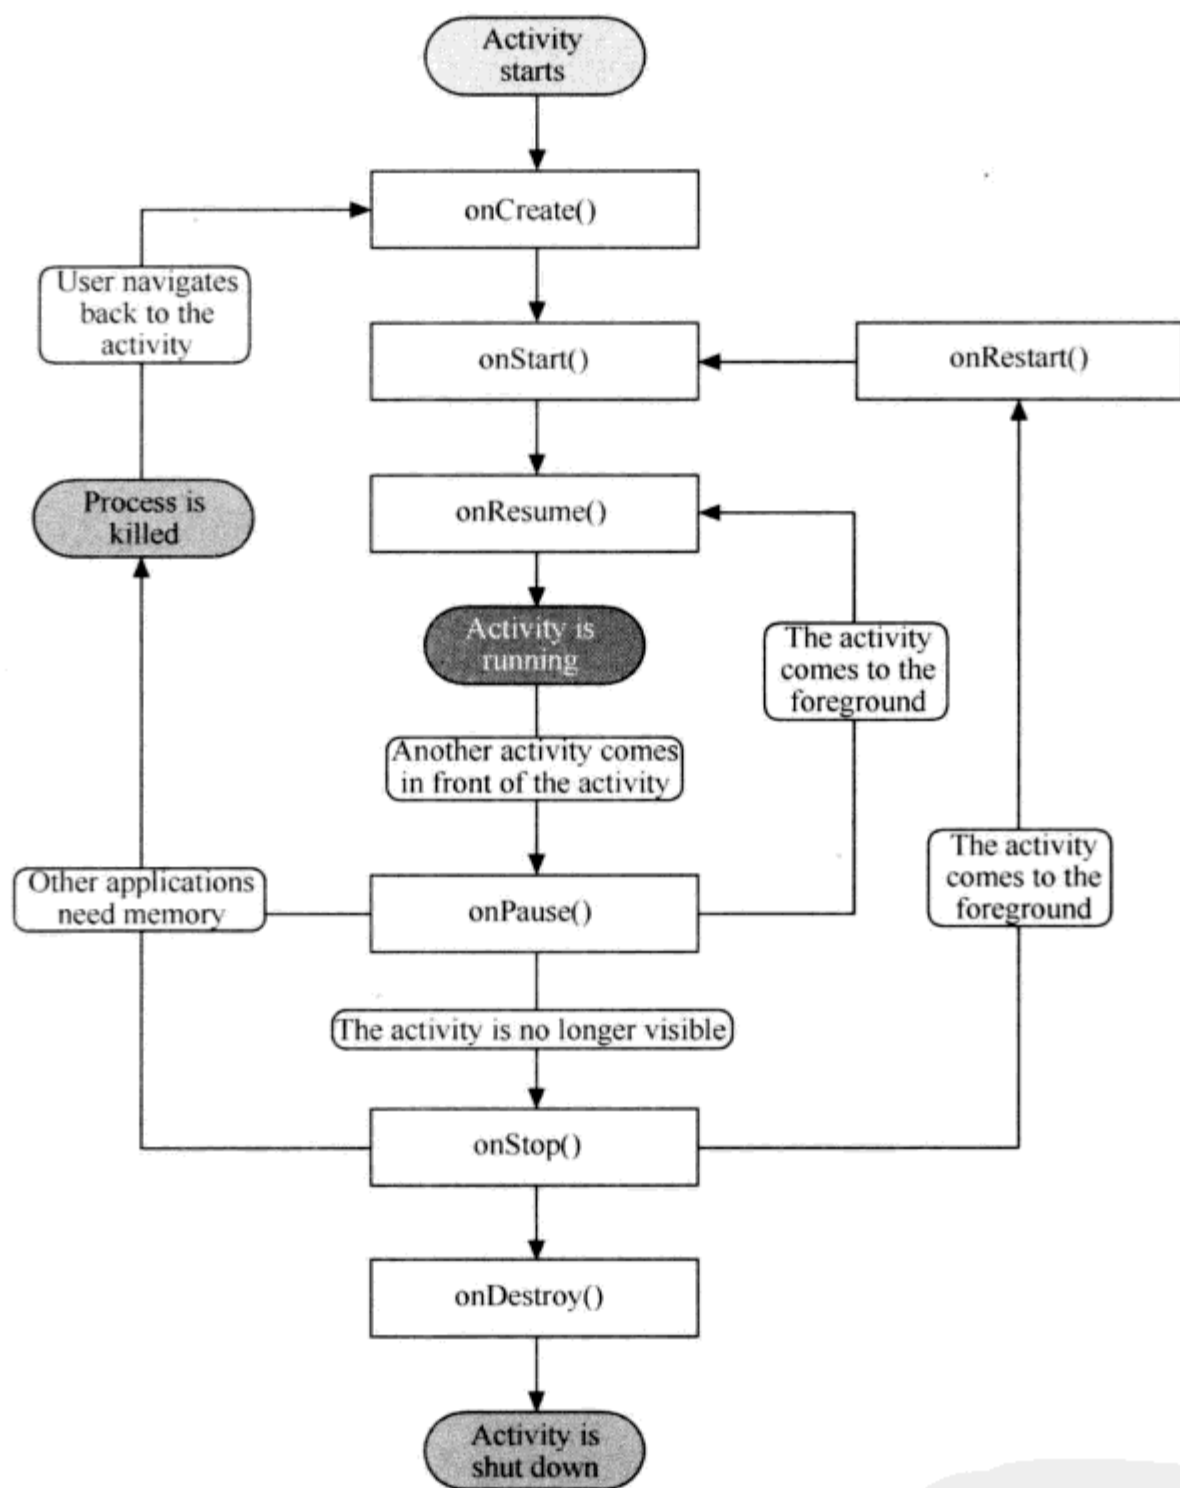 Activity
starts
onCreate()
User navigates
back to the
activity
onStart()
onRestart()
Process is
killed
onResume()
Activity is
running
The activity
comes to the
foreground
Another activity comes
in front of the activity
The activity
comes to the
foreground
Other applications
need memory
onPause()
The activity is no longer visible
onStop()
onDestroy()
Activity is
shut down